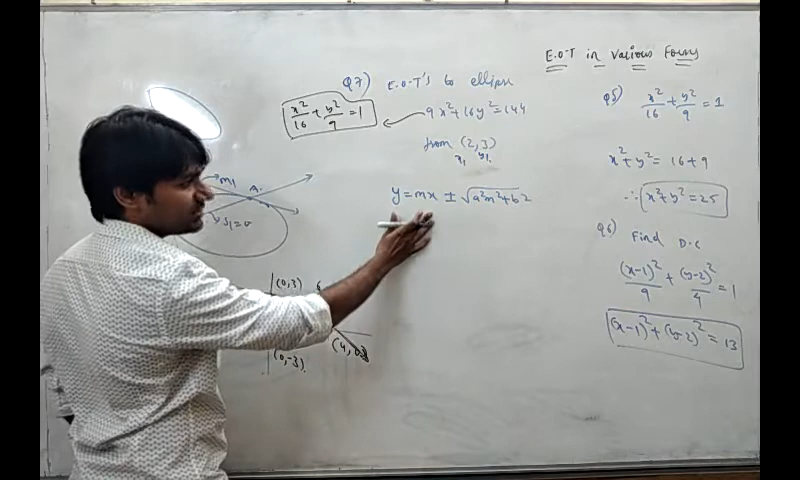 E.O.T in Various Forms
Q7) E.O.T's to ellipse
x²/16 + y²/9 = 1
9x²+16y²=144
from (2, 3)
x₁ y₁
y = mx ± √a²m²+b²
m₁ A
S₁=0
(0,3)
(0,-3)
Q5) x²/16 + y²/9 = 1
x²+y² = 16+9
∴ x²+y² = 25
Q6) Find D.C
(x-1)²/9 + (y-2)²/4 = 1
(x-1)²+(y-2)² = 13